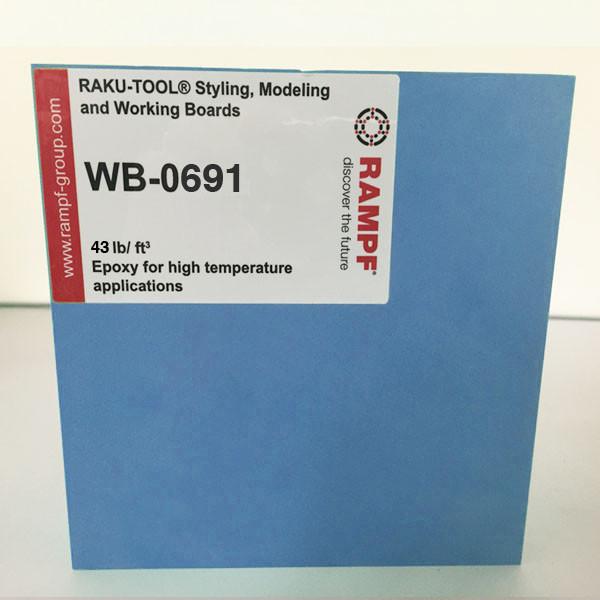 RAKU-TOOL® Styling, Modeling
and Working Boards
www.rampf-group.com
WB-0691
RAMPF®
discover the future
43 lb/ ft³
Epoxy for high temperature
applications